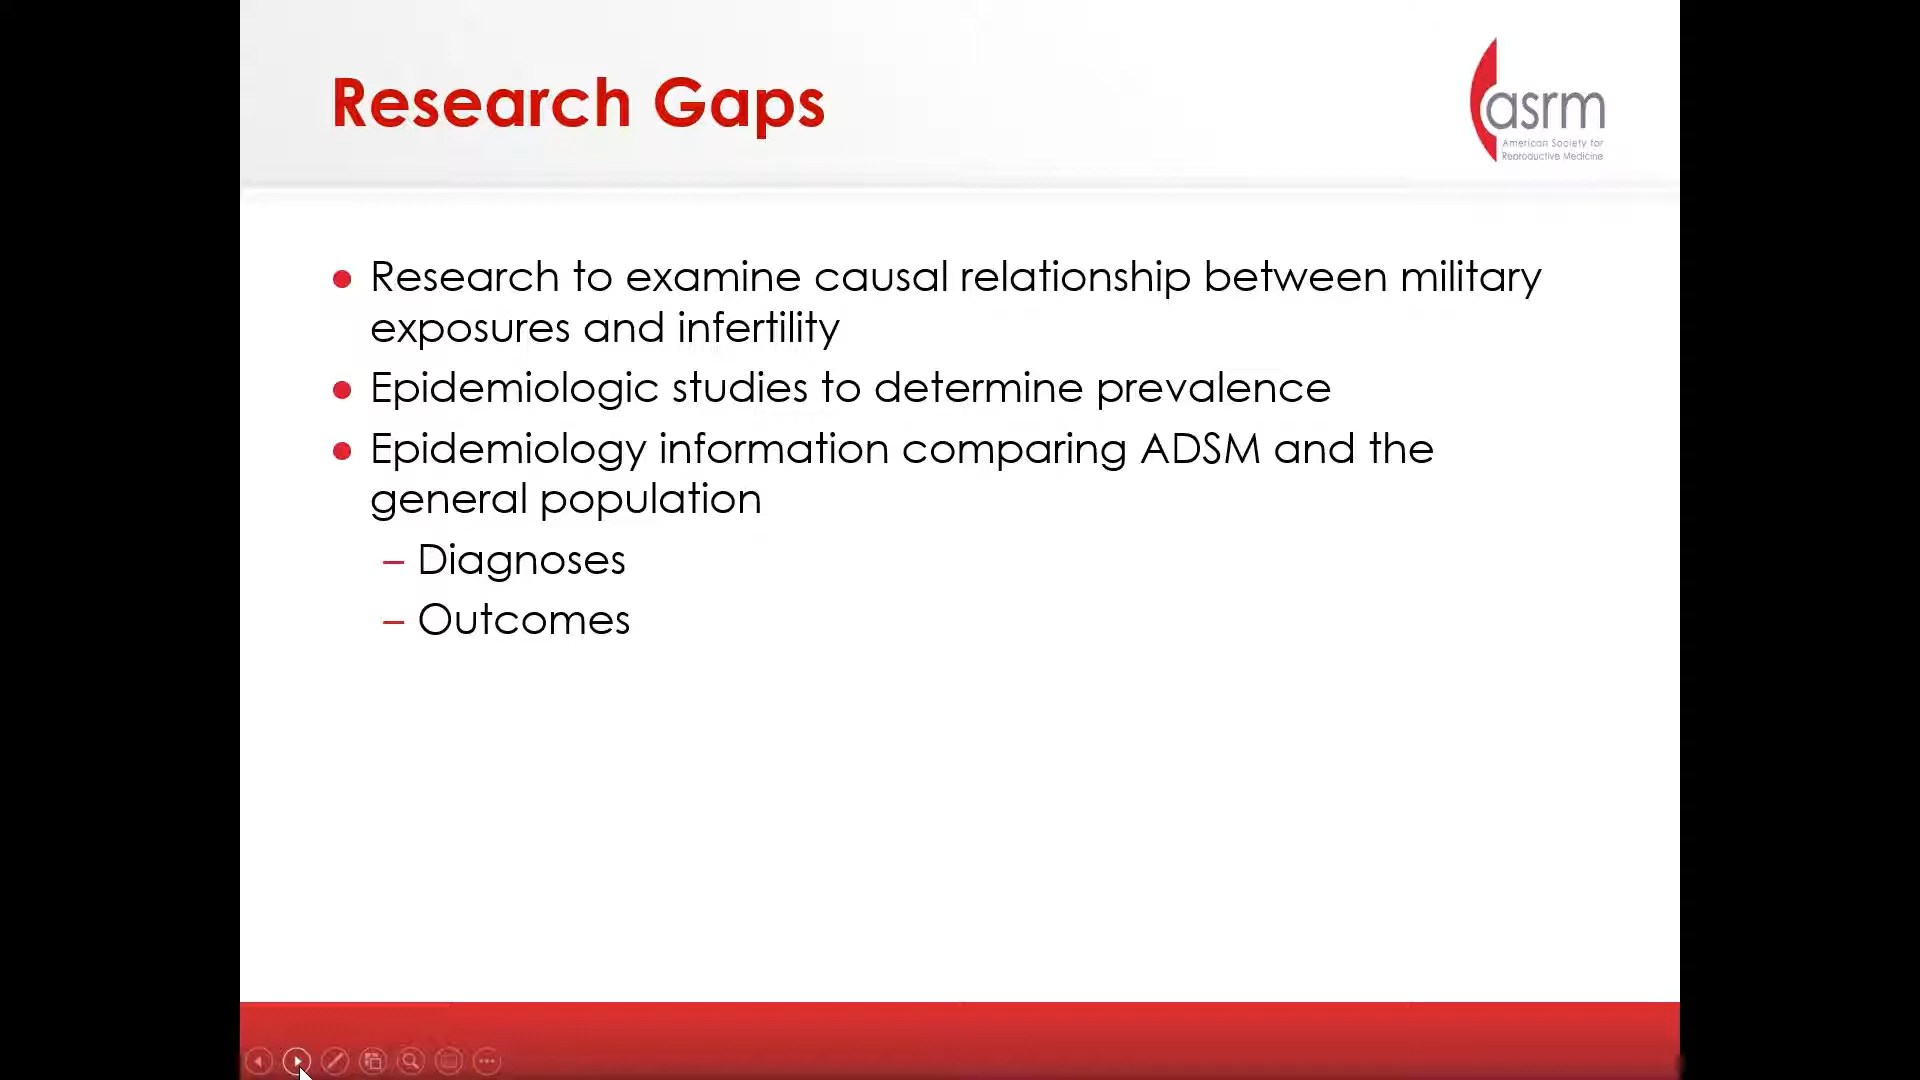 Research Gaps
asrm
American Society for
Reproductive Medicine
● Research to examine causal relationship between military
exposures and infertility
● Epidemiologic studies to determine prevalence
● Epidemiology information comparing ADSM and the
general population
– Diagnoses
– Outcomes